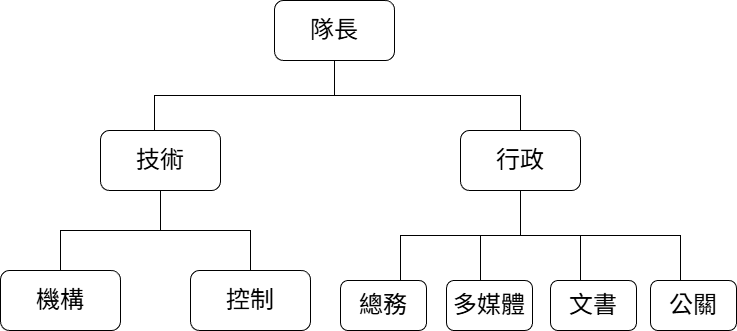 隊長
技術
行政
機構
控制
總務
多媒體
文書
公關